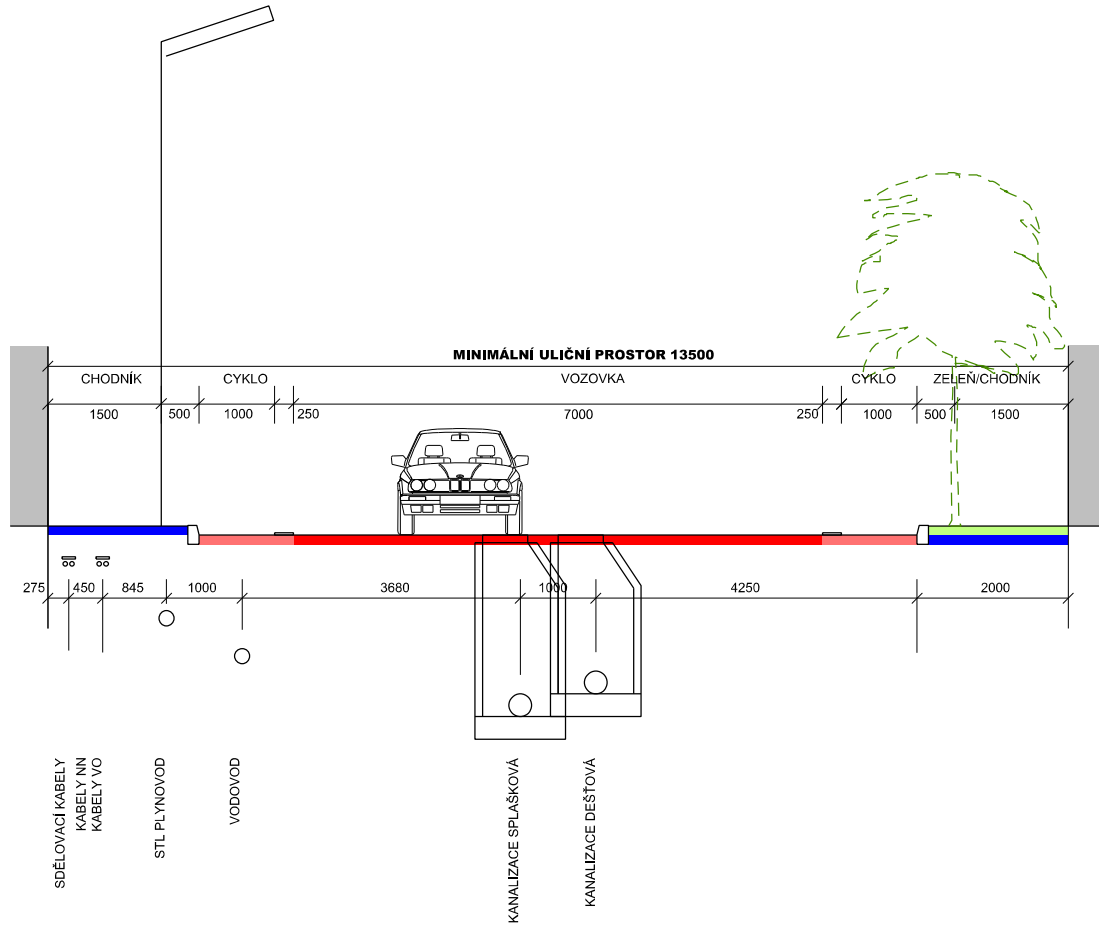 MINIMÁLNÍ ULIČNÍ PROSTOR 13500
CHODNÍK CYKLO VOZOVKA CYKLO ZELEŇ/CHODNÍK
1500 500 1000 250 7000 250 1000 500 1500
275 450 845 1000 3680 1000 4250 2000
SDĚLOVACÍ KABELY
KABELY NN
KABELY VO
STL PLYNOVOD
VODOVOD
KANALIZACE SPLAŠKOVÁ
KANALIZACE DEŠŤOVÁ